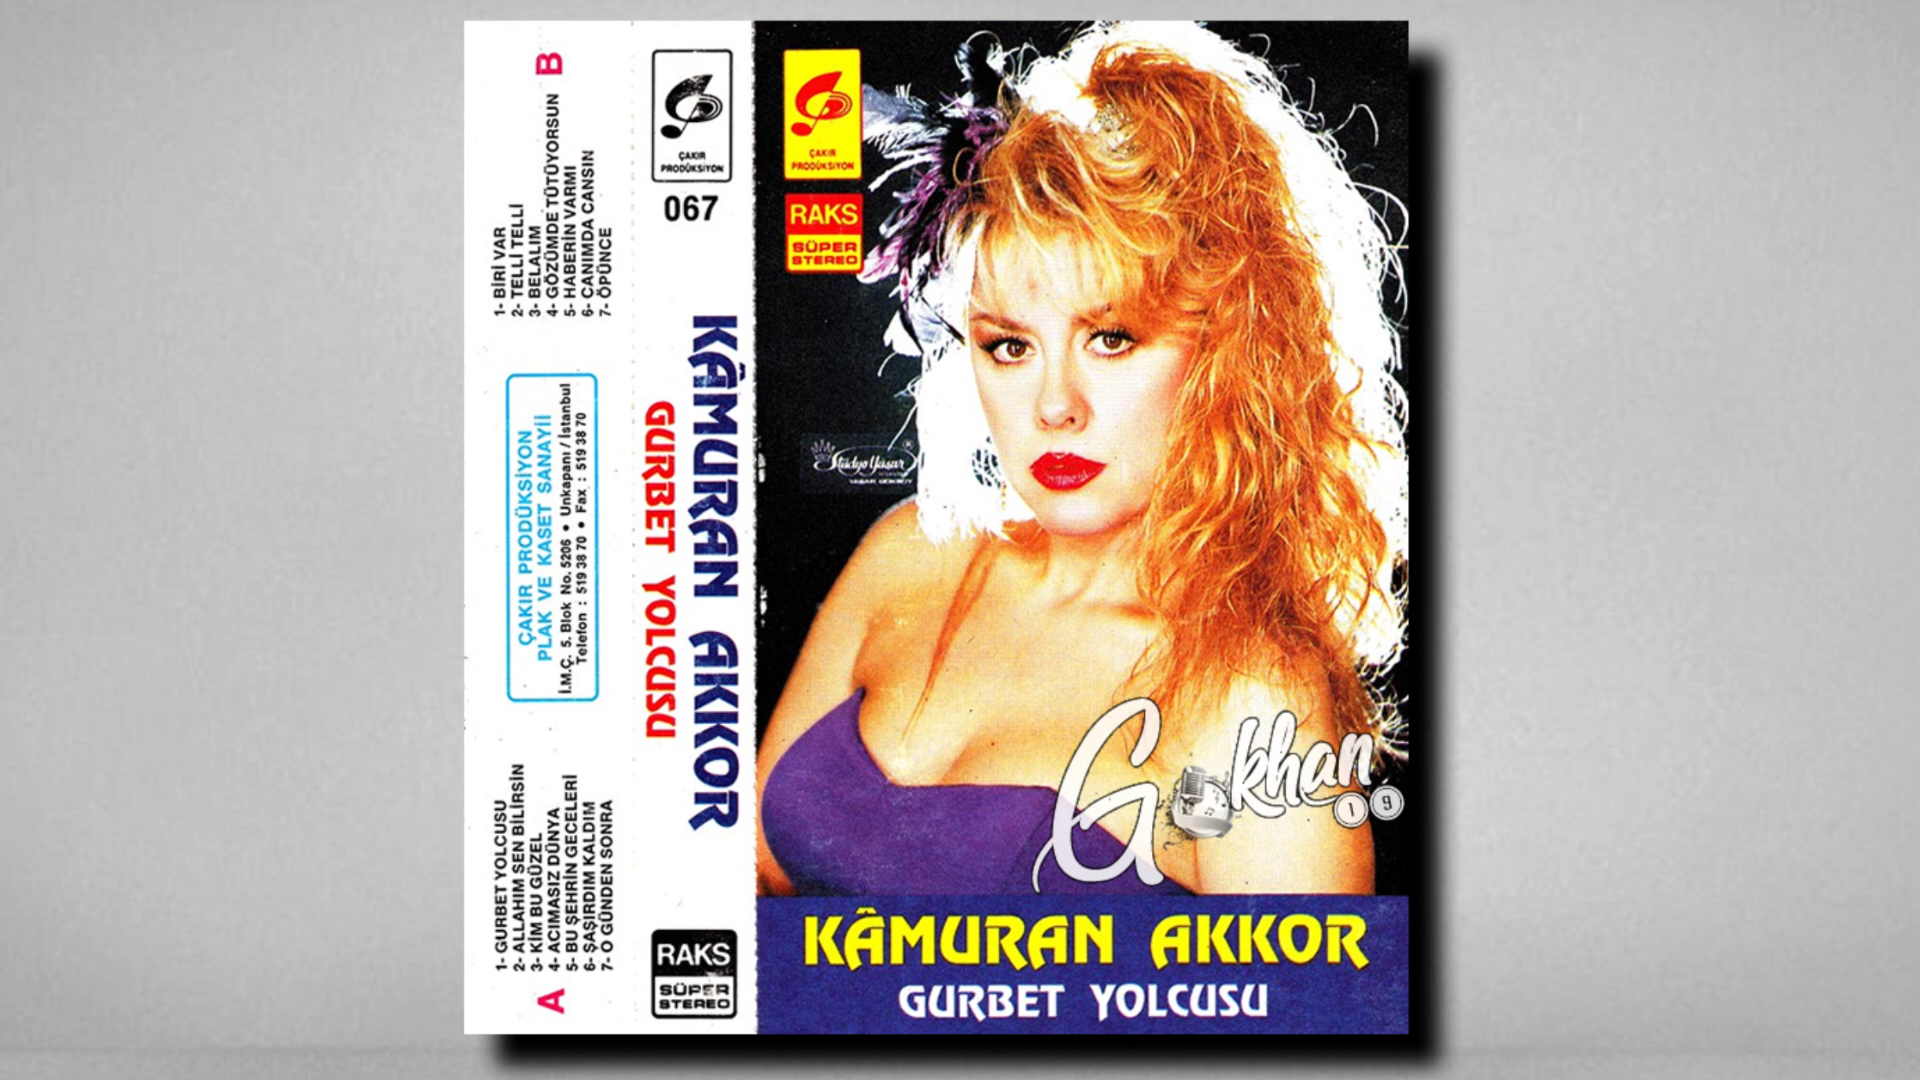 B
1- BİRİ VAR
2- TELLİ TELLİ
3- BELALIM
4- GÖZÜMDE TÜTÜYORSUN
5- HABERİN VARMI
6- CANIMDA CANSIN
7- ÖPÜNCE
ÇAKIR PRODÜKSİYON
PLAK VE KASET SANAYİİ
İ.M.Ç. 5. Blok No. 5206 • Unkapanı / İstanbul
Telefon : 519 38 70 • Fax : 519 38 70
A
1- GURBET YOLCUSU
2- ALLAHIM SEN BİLİRSİN
3- KİM BU GÜZEL
4- ACIMASIZ DÜNYA
5- BU ŞEHRİN GECELERİ
6- ŞAŞIRDIM KALDIM
7- O GÜNDEN SONRA
ÇAKIR
PRODÜKSİYON
067
KÂMURAN AKKOR
GURBET YOLCUSU
RAKS
SÜPER
STEREO
ÇAKIR
PRODÜKSİYON
RAKS
SÜPER
STEREO
Stüdyo Yaşar
YAŞAR GÖKSOY
Gökhan
19
KÂMURAN AKKOR
GURBET YOLCUSU